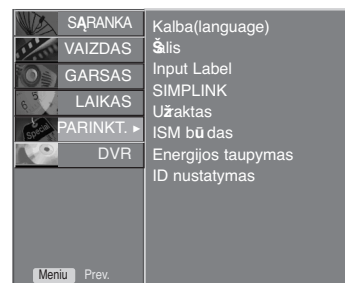 SĄRANKA
VAIZDAS
GARSAS
LAIKAS
PARINKT. ►
DVR
Kalba(language)
Šalis
Input Label
SIMPLINK
Užraktas
ISM būdas
Energijos taupymas
ID nustatymas
Meniu Prev.